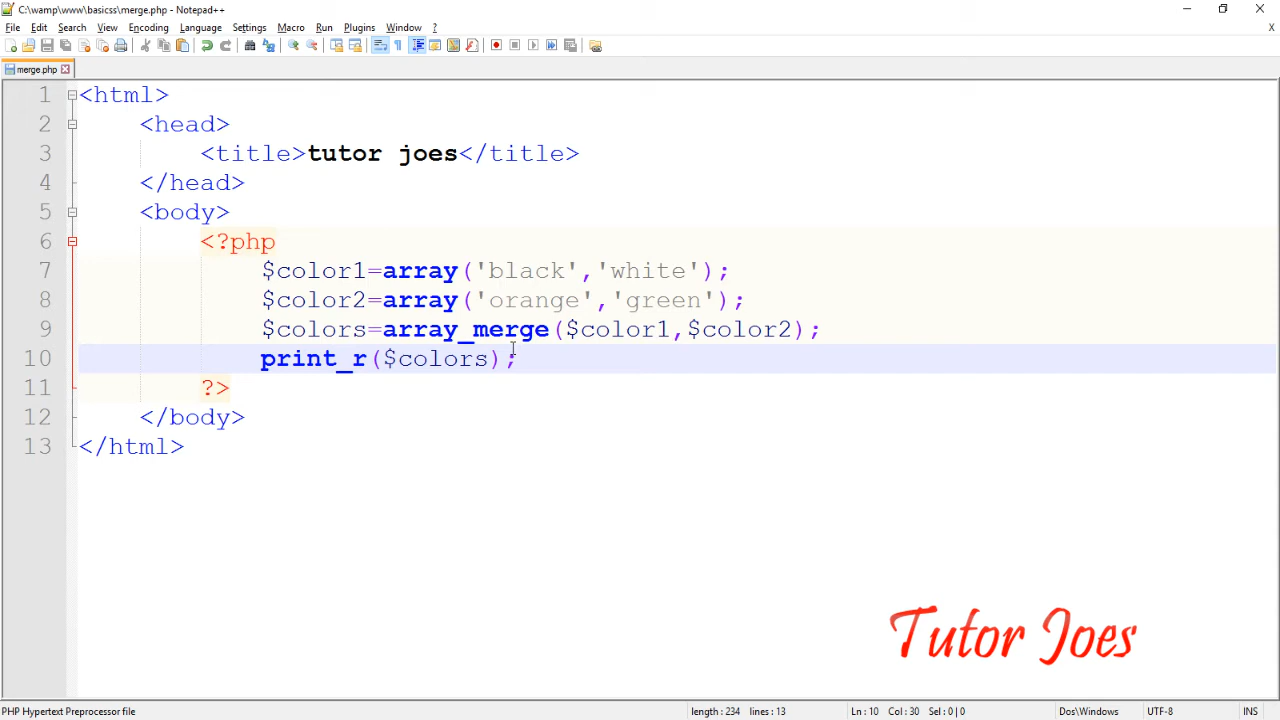 C:\wamp\www\basicss\merge.php - Notepad++
File Edit Search View Encoding Language Settings Macro Run Plugins Window ?
X
merge.php
1 <html>
2 <head>
3 <title>tutor joes</title>
4 </head>
5 <body>
6 <?php
7 $color1=array('black','white');
8 $color2=array('orange','green');
9 $colors=array_merge($color1,$color2);
10 print_r($colors);
11 ?>
12 </body>
13 </html>
Tutor Joes
PHP Hypertext Preprocessor file length : 234 lines : 13 Ln : 10 Col : 30 Sel : 0 | 0 Dos\Windows UTF-8 INS